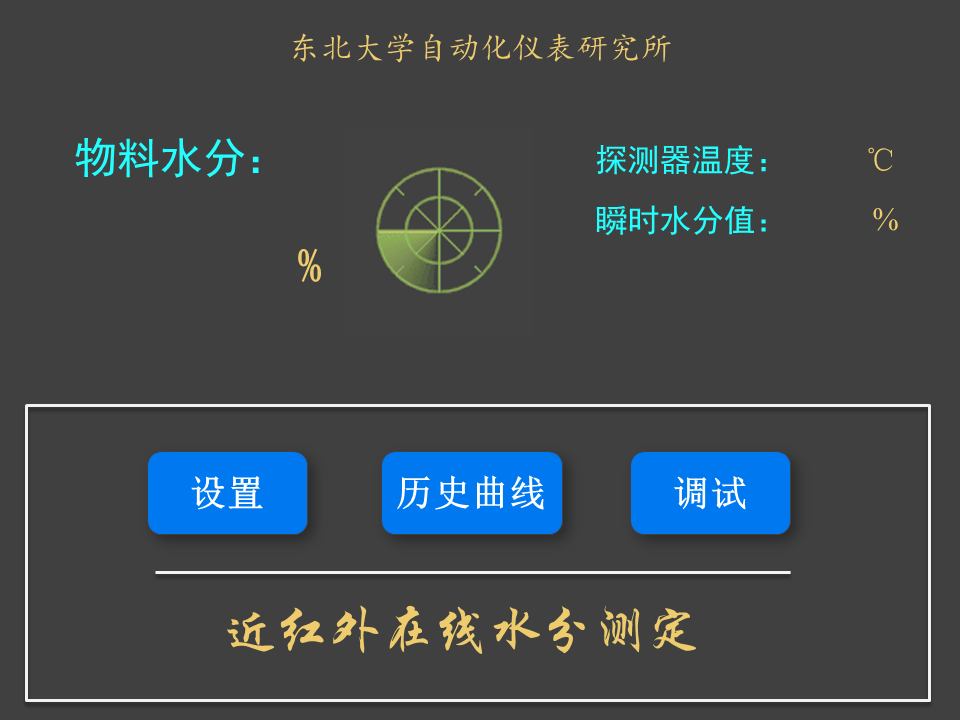 东北大学自动化仪表研究所
物料水分：
%
探测器温度： ℃
瞬时水分值： %
设置
历史曲线
调试
近红外在线水分测定